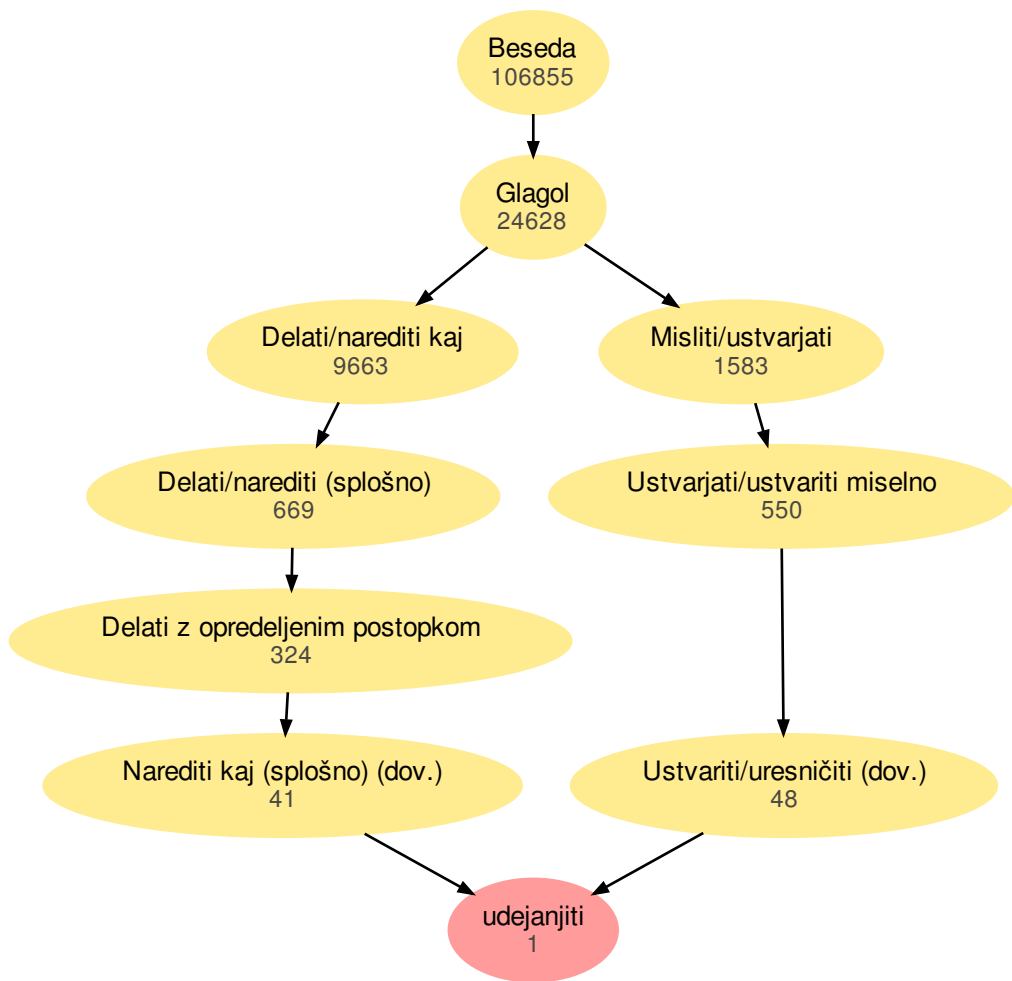 Beseda
106855
Glagol
24628
Delati/narediti kaj
9663
Misliti/ustvarjati
1583
Delati/narediti (splošno)
669
Ustvarjati/ustvariti miselno
550
Delati z opredeljenim postopkom
324
Narediti kaj (splošno) (dov.)
41
Ustvariti/uresničiti (dov.)
48
udejanjiti
1